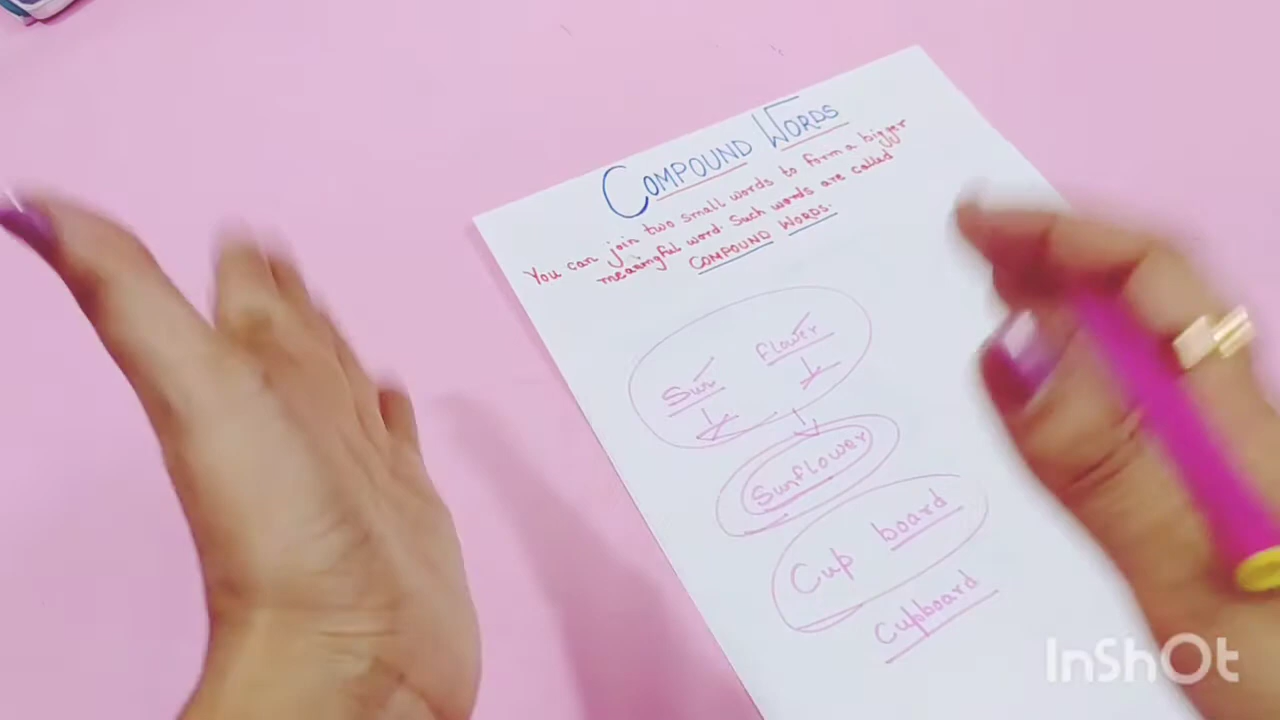 COMPOUND WORDS
You can join two small words to form a bigger
meaningful word. Such words are called
COMPOUND WORDS.
Sun flower
Sunflower
Cup board
Cupboard
InShOt